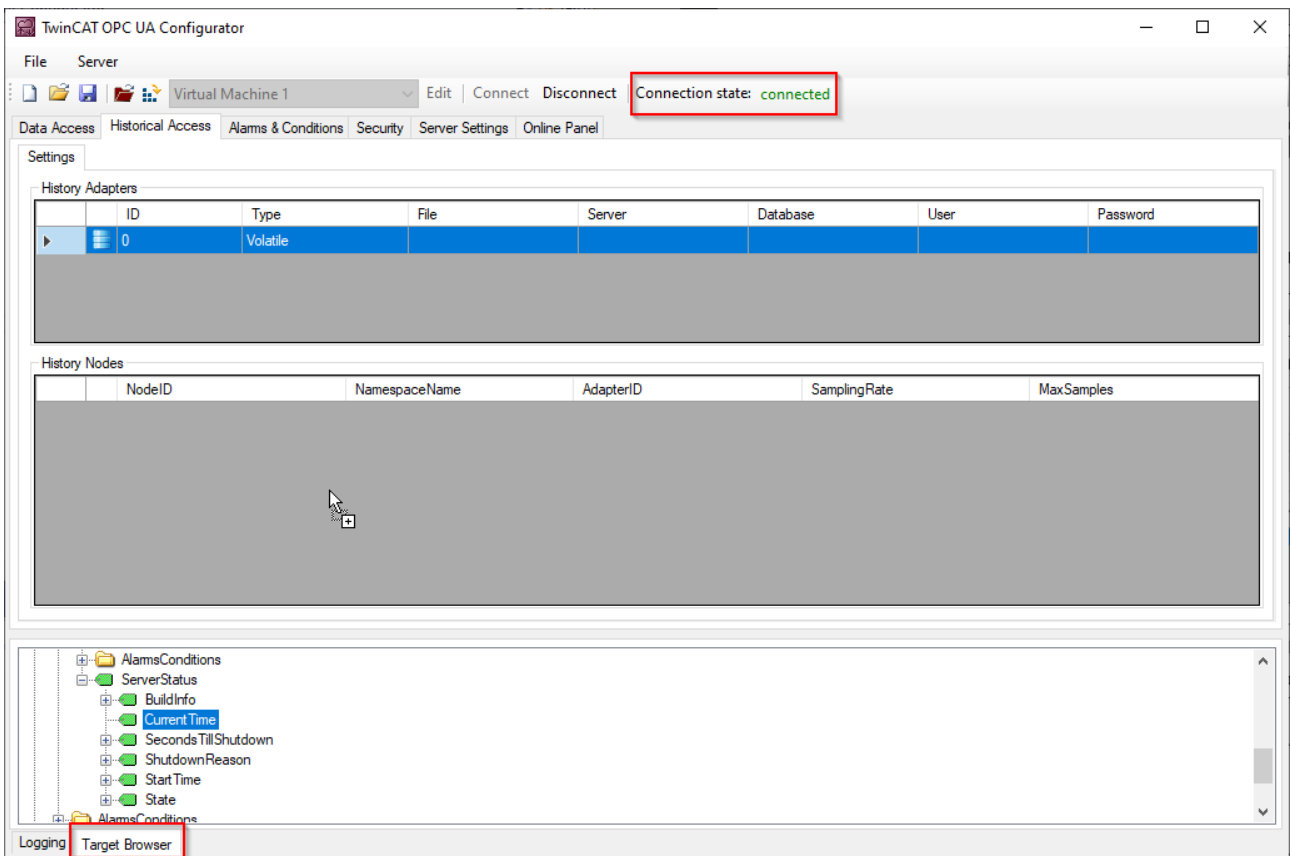 TwinCAT OPC UA Configurator
File Server
Virtual Machine 1 Edit Connect Disconnect Connection state: connected
Data Access Historical Access Alarms & Conditions Security Server Settings Online Panel
Settings
History Adapters
ID Type File Server Database User Password
0 Volatile
History Nodes
NodeID NamespaceName AdapterID SamplingRate MaxSamples
AlarmsConditions
ServerStatus
BuildInfo
CurrentTime
SecondsTillShutdown
ShutdownReason
StartTime
State
AlarmsConditions
Logging Target Browser